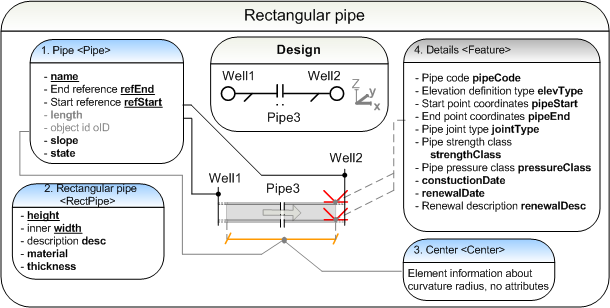 Rectangular pipe
1. Pipe <Pipe>
- name
- End reference refEnd
- Start reference refStart
- length
- object id oID
- slope
- state
2. Rectangular pipe
<RectPipe>
- height
- inner width
- description desc
- material
- thickness
Design
Well1
Well2
Pipe3
Z
y
x
Well1
Pipe3
Well2
4. Details <Feature>
- Pipe code pipeCode
- Elevation definition type elevType
- Start point coordinates pipeStart
- End point coordinates pipeEnd
- Pipe joint type jointType
- Pipe strength class
strengthClass
- Pipe pressure class pressureClass
- constuctionDate
- renewalDate
- Renewal description renewalDesc
3. Center <Center>
Element information about
curvature radius, no attributes